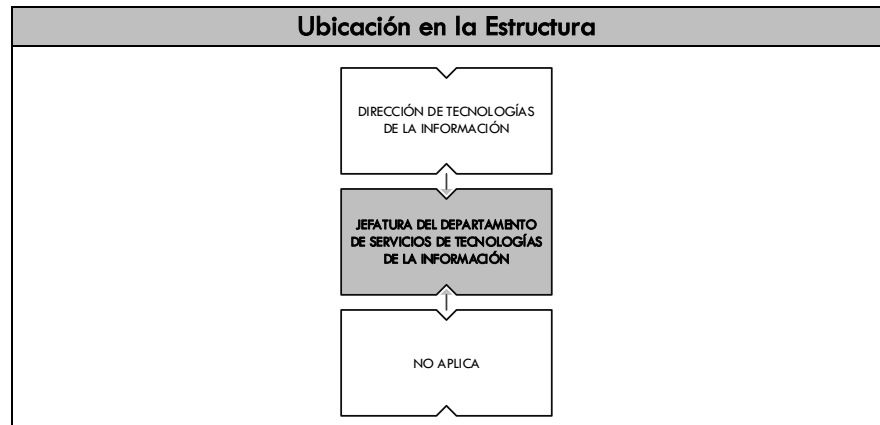 Ubicación en la Estructura
DIRECCIÓN DE TECNOLOGÍAS
DE LA INFORMACIÓN
JEFATURA DEL DEPARTAMENTO
DE SERVICIOS DE TECNOLOGÍAS
DE LA INFORMACIÓN
NO APLICA